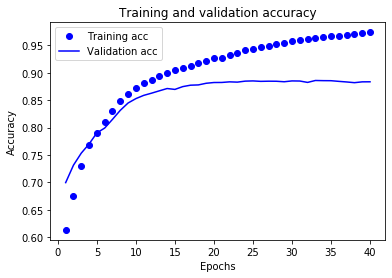 Training and validation accuracy
Training acc
Validation acc
0.95
0.90
0.85
0.80
0.75
0.70
0.65
0.60
Accuracy
0 5 10 15 20 25 30 35 40
Epochs